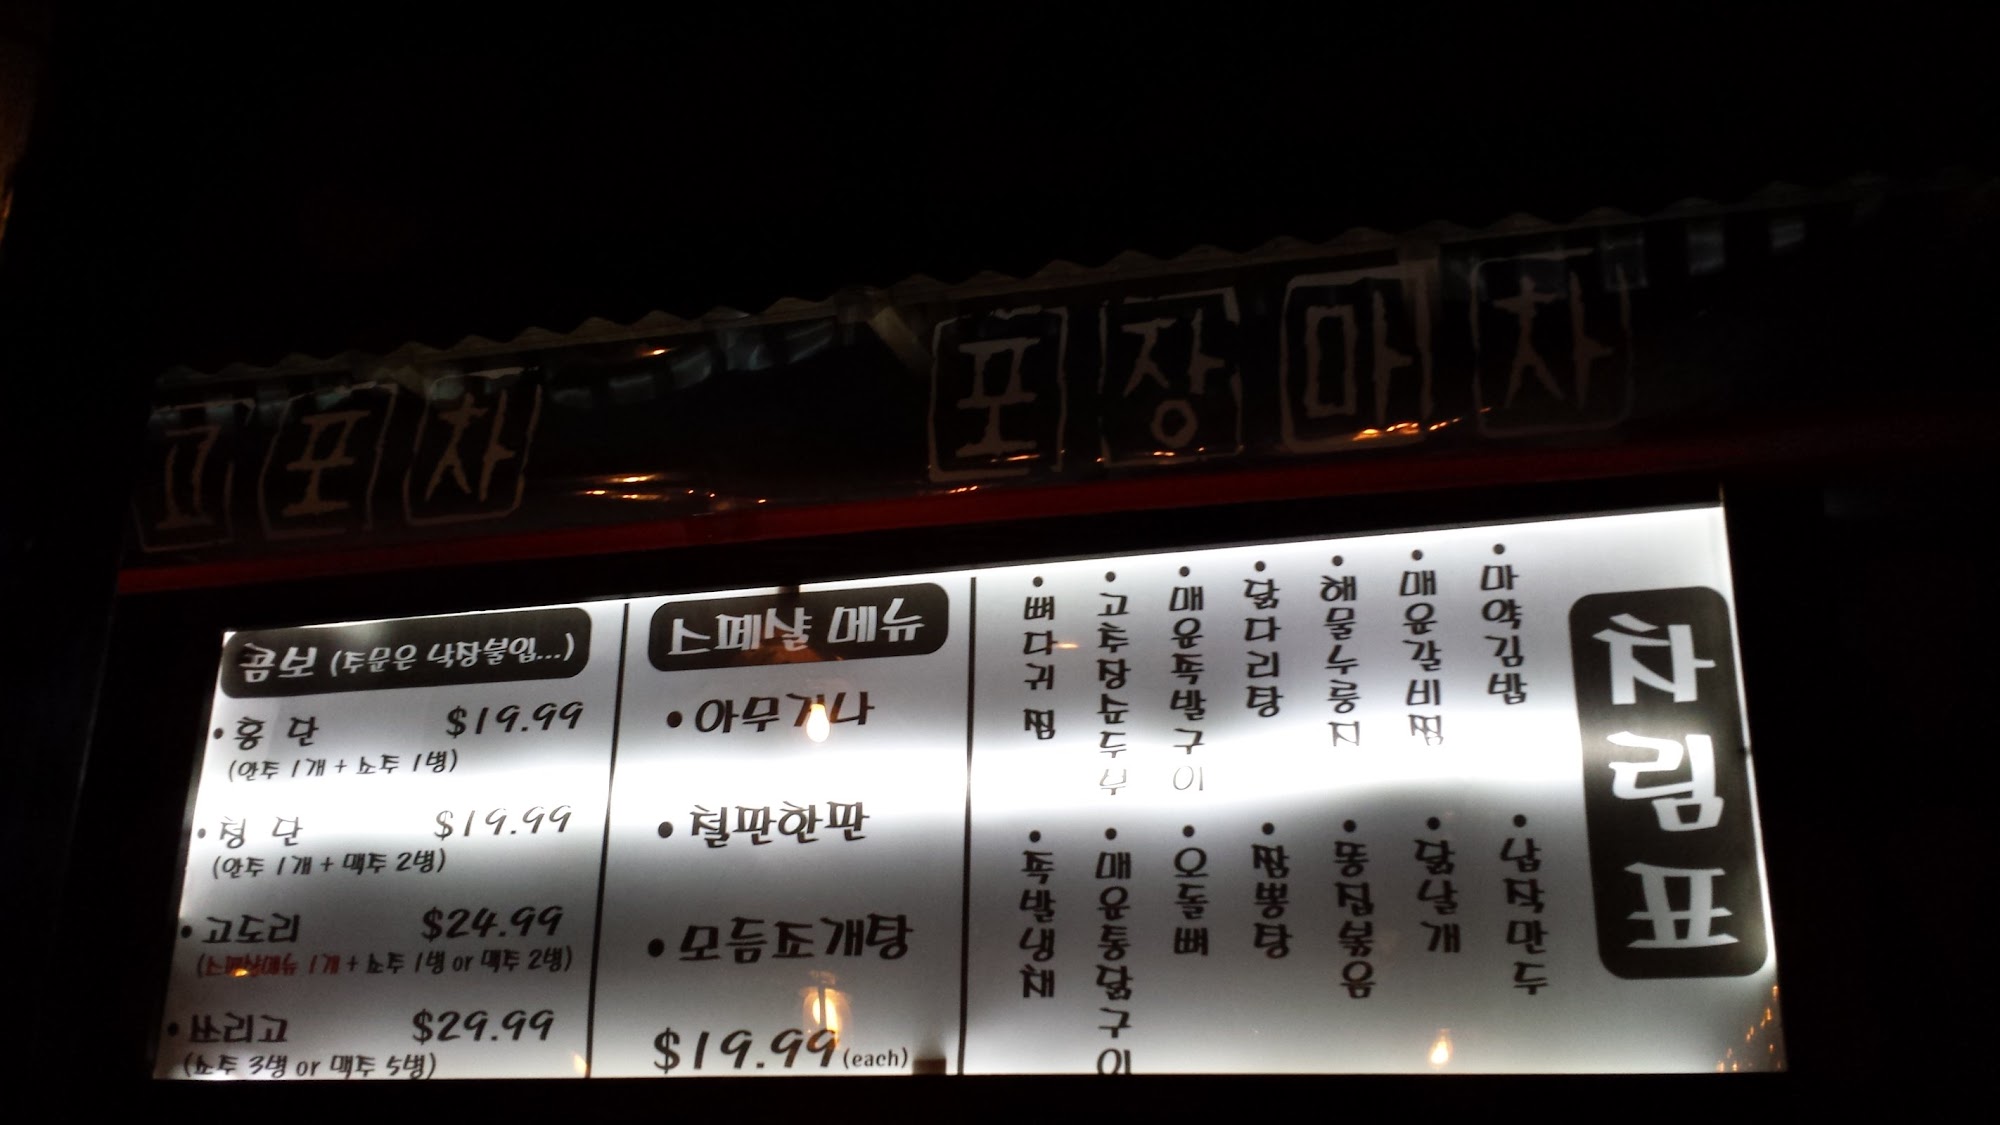 고 포 차
포 장 마 차
콤보 (주문은 낙장불입...)
• 홍 단 $19.99
(안주 1개 + 소주 1병)
• 청 단 $19.99
(안주 1개 + 맥주 2병)
• 고도리 $24.99
(스페샬메뉴 1개 + 소주 1병 or 맥주 2병)
• 쓰리고 $29.99
(소주 3병 or 맥주 5병)
스페샬 메뉴
• 아무거나
• 철판한판
• 모듬조개탕
$19.99 (each)
차림표
• 마약김밥
• 납작만두
• 매운갈비찜
• 닭날개
• 해물누룽지
• 똥집볶음
• 닭다리탕
• 짬뽕탕
• 매운족발구이
• 오돌뼈
• 고추장순두부
• 매운통닭구이
• 뼈다귀찜
• 족발냉채